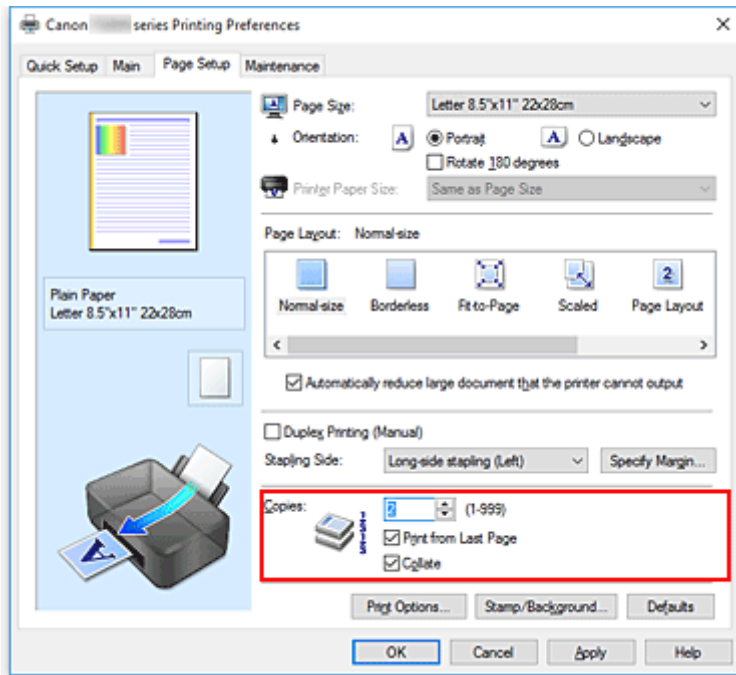 Canon series Printing Preferences
Quick Setup Main Page Setup Maintenance
Page Size: Letter 8.5"x11" 22x28cm
Orientation: A Portrait A Landscape
Rotate 180 degrees
Printer Paper Size: Same as Page Size
Page Layout: Normal-size
Normal-size Borderless Fit-to-Page Scaled Page Layout
Automatically reduce large document that the printer cannot output
Plain Paper
Letter 8.5"x11" 22x28cm
Duplex Printing (Manual)
Stapling Side: Long-side stapling (Left) Specify Margin...
Copies: 2 (1-999)
Print from Last Page
Collate
Print Options... Stamp/Background... Defaults
OK Cancel Apply Help